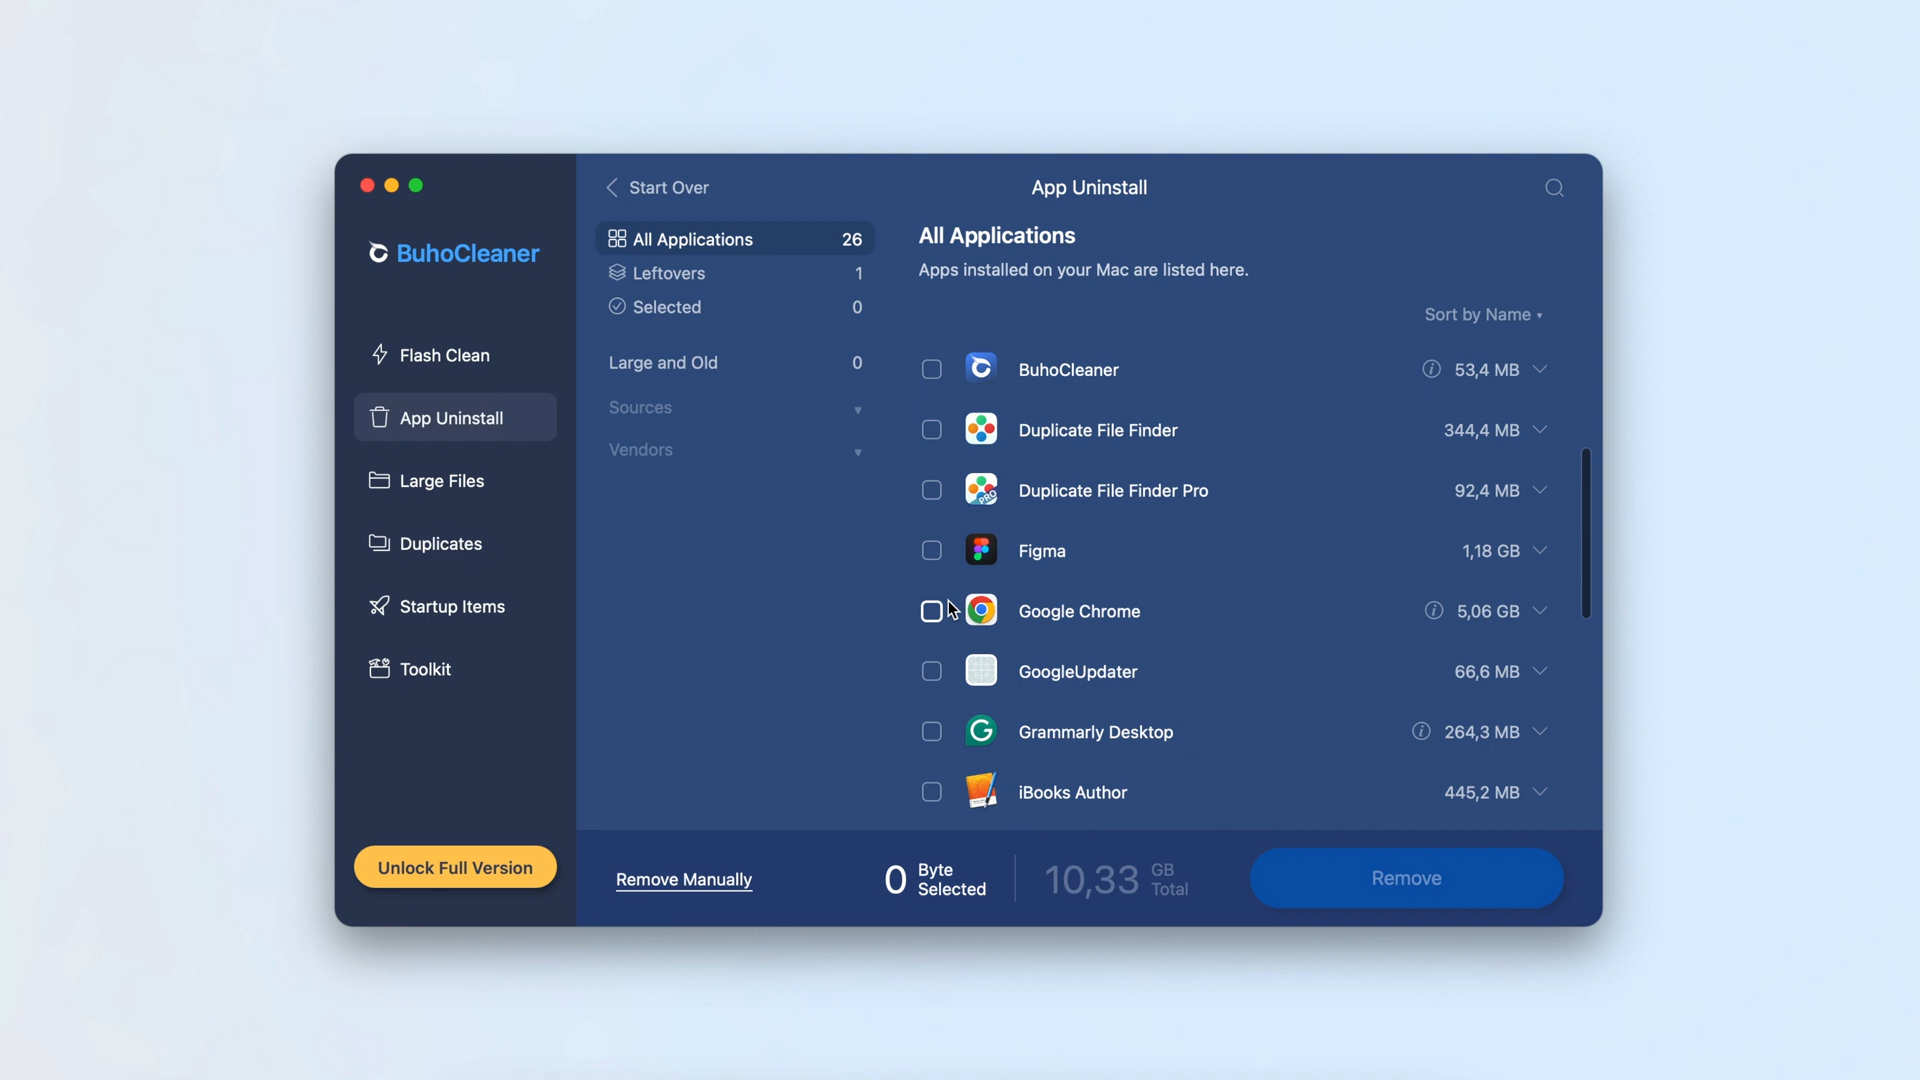 BuhoCleaner
Flash Clean
App Uninstall
Large Files
Duplicates
Startup Items
Toolkit
Unlock Full Version
Start Over
App Uninstall
All Applications 26
Leftovers 1
Selected 0
Large and Old 0
Sources
Vendors
All Applications
Apps installed on your Mac are listed here.
Sort by Name
BuhoCleaner 53,4 MB
Duplicate File Finder 344,4 MB
PRO
Duplicate File Finder Pro 92,4 MB
Figma 1,18 GB
Google Chrome 5,06 GB
GoogleUpdater 66,6 MB
Grammarly Desktop 264,3 MB
iBooks Author 445,2 MB
Remove Manually
0 Byte Selected
10,33 GB Total
Remove